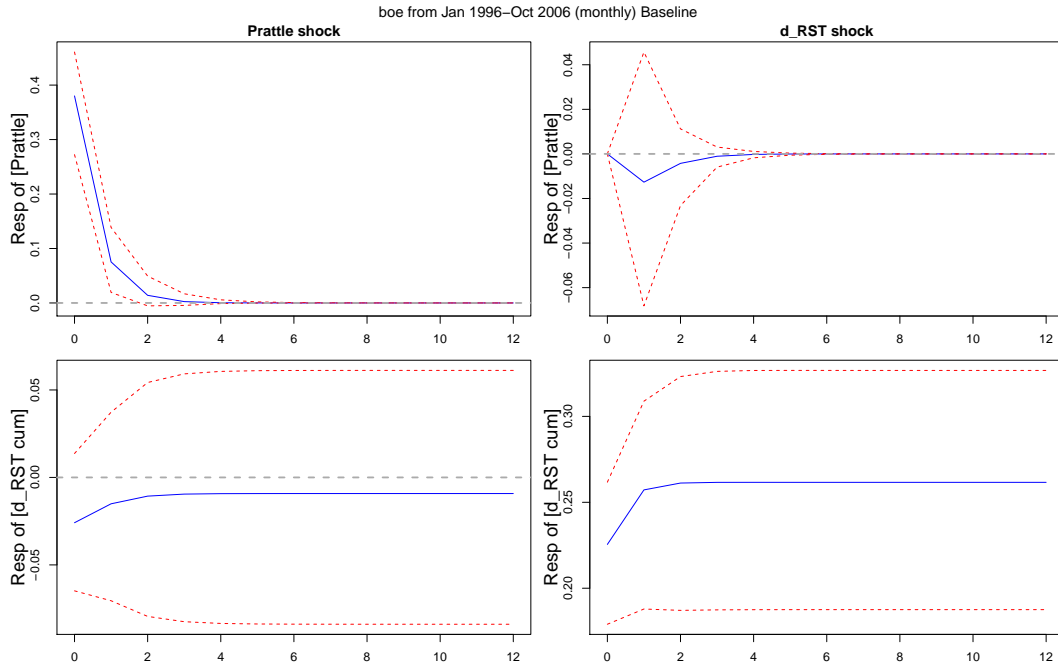 boe from Jan 1996−Oct 2006 (monthly) Baseline
Prattle shock
Resp of [Prattle]
0.4
0.3
0.2
0.1
0.0
0 2 4 6 8 10 12
d_RST shock
Resp of [Prattle]
0.04
0.02
0.00
−0.02
−0.04
−0.06
0 2 4 6 8 10 12
Resp of [d_RST cum]
0.05
0.00
−0.05
0 2 4 6 8 10 12
Resp of [d_RST cum]
0.30
0.25
0.20
0 2 4 6 8 10 12